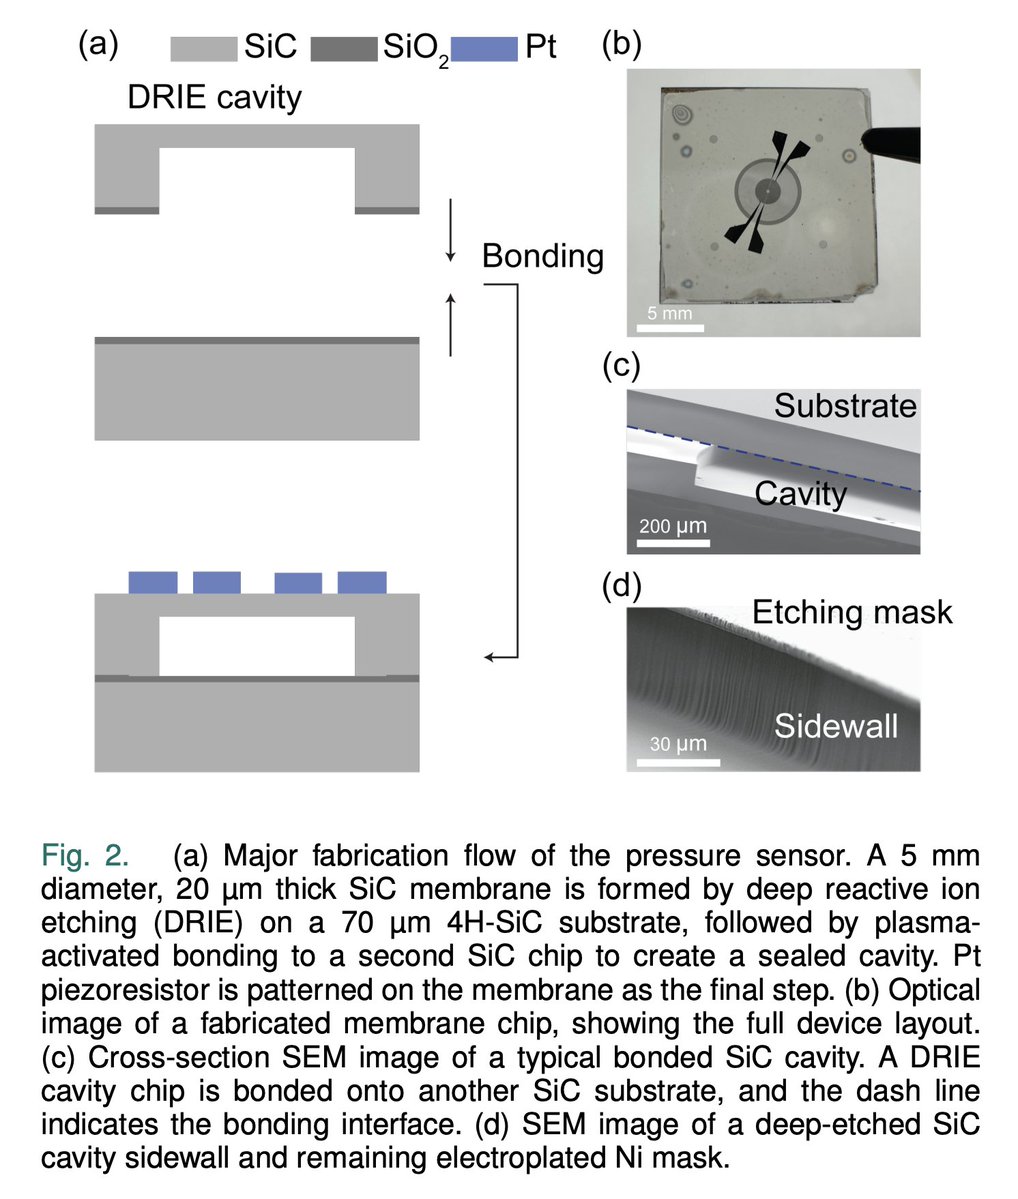 (a)
SiC
SiO2
Pt
DRIE cavity
Bonding
(b)
5 mm
(c)
Substrate
Cavity
200 µm
(d)
Etching mask
Sidewall
30 µm
Fig. 2. (a) Major fabrication flow of the pressure sensor. A 5 mm
diameter, 20 µm thick SiC membrane is formed by deep reactive ion
etching (DRIE) on a 70 µm 4H-SiC substrate, followed by plasma-
activated bonding to a second SiC chip to create a sealed cavity. Pt
piezoresistor is patterned on the membrane as the final step. (b) Optical
image of a fabricated membrane chip, showing the full device layout.
(c) Cross-section SEM image of a typical bonded SiC cavity. A DRIE
cavity chip is bonded onto another SiC substrate, and the dash line
indicates the bonding interface. (d) SEM image of a deep-etched SiC
cavity sidewall and remaining electroplated Ni mask.